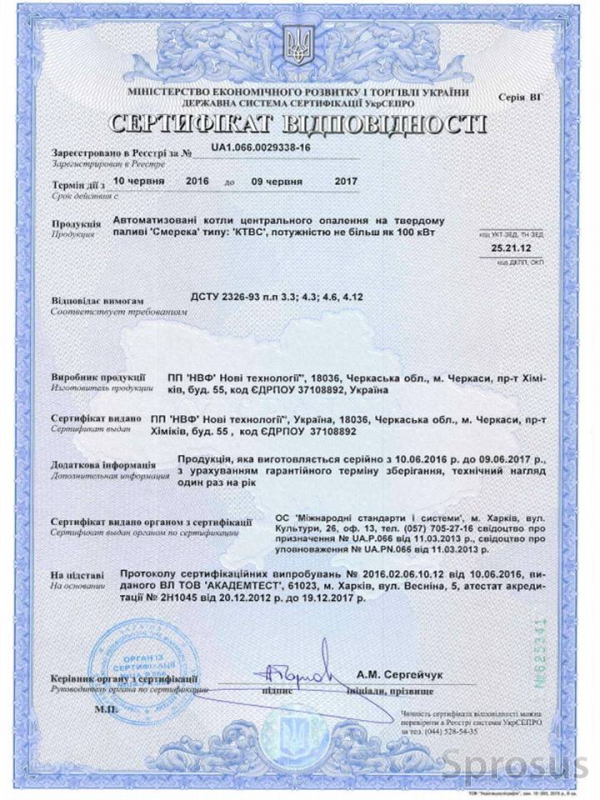 МІНІСТЕРСТВО ЕКОНОМІЧНОГО РОЗВИТКУ І ТОРГІВЛІ УКРАЇНИ
Серія ВГ
ДЕРЖАВНА СИСТЕМА СЕРТИФІКАЦІЇ УкрСЕПРО
СЕРТИФІКАТ ВІДПОВІДНОСТІ
Зареєстровано в Реєстрі за № UA1.066.0029338-16
Зарегистрирован в Реестре
Термін дії з 10 червня 2016 до 09 червня 2017
Срок действия с
Продукція Автоматизовані котли центрального опалення на твердому
Продукция паливі 'Смерека' типу: 'КТВС', потужністю не більш як 100 кВт
код УКТ ЗЕД, ТН ЗЕД
25.21.12
код ДКПП, ОКП
Відповідає вимогам ДСТУ 2326-93 п.п 3.3; 4.3; 4.6, 4.12
Соответствует требованиям
Виробник продукції ПП 'НВФ' Нові технології", 18036, Черкаська обл., м. Черкаси, пр-т Хімі-
Изготовитель продукции ків, буд. 55, код ЄДРПОУ 37108892, Україна
Сертифікат видано ПП 'НВФ' Нові технології", Україна, 18036, Черкаська обл., м. Черкаси, пр-т
Сертификат выдан Хіміків, буд. 55 , код ЄДРПОУ 37108892
Додаткова інформація Продукція, яка виготовляється серійно з 10.06.2016 р. до 09.06.2017 р.,
Дополнительная информация з урахуванням гарантійного терміну зберігання, технічний нагляд
один раз на рік
Сертифікат видано органом з сертифікації ОС 'Міжнародні стандарти і системи', м. Харків, вул.
Сертификат выдан органом по сертификации Культури, 26, оф. 13, тел. (057) 705-27-16 свідоцтво про
призначення № UA.P.066 від 11.03.2013 р., свідоцтво про
уповноваження № UA.PN.066 від 11.03.2013 р.
На підставі Протоколу сертифікаційних випробувань № 2016.02.06.10.12 від 10.06.2016, ви-
На основании даного ВЛ ТОВ 'АКАДЕМТЕСТ', 61023, м. Харків, вул. Весніна, 5, атестат акреди-
тації № 2Н1045 від 20.12.2012 р. до 19.12.2017 р.
№625341
ОРГАН ІЗ
СЕРТИФІКАЦІЇ
Керівник органу з сертифікації А.М. Сергейчук
Руководитель органа по сертификации підпис ініціали, прізвище
М.П.
Чинність сертифіката відповідності можна
перевірити в Реєстрі системи УкрСЕПРО
за тел. (044) 528-54-35
Sprosus